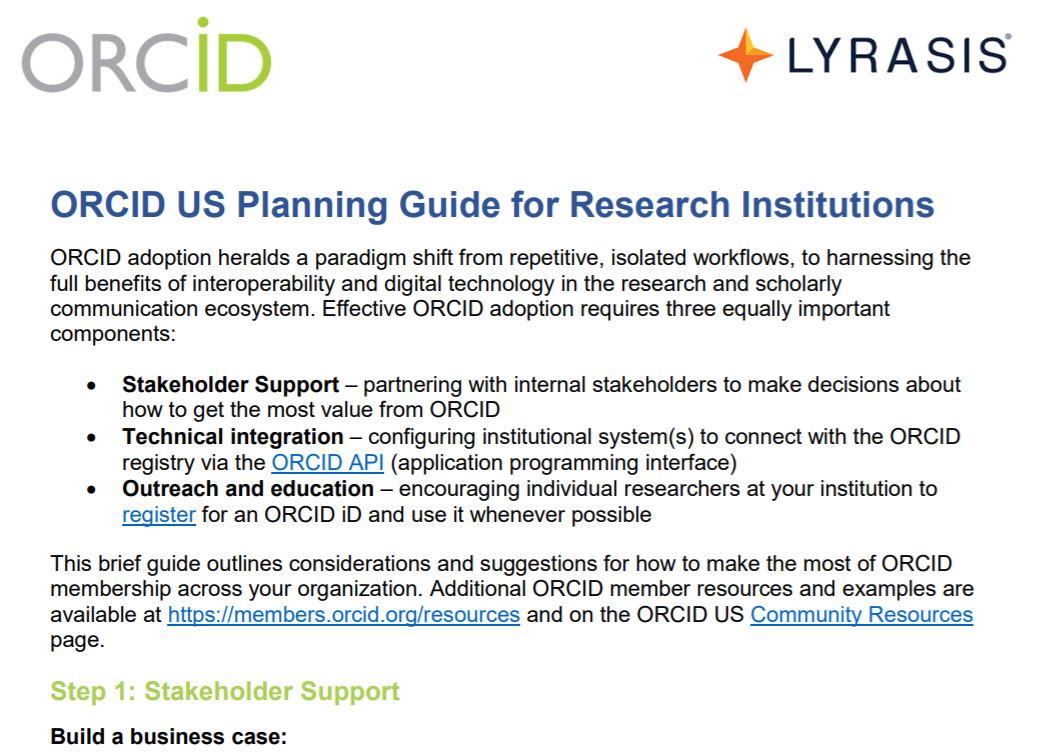 ORCID
LYRASIS®
ORCID US Planning Guide for Research Institutions
ORCID adoption heralds a paradigm shift from repetitive, isolated workflows, to harnessing the
full benefits of interoperability and digital technology in the research and scholarly
communication ecosystem. Effective ORCID adoption requires three equally important
components:
• Stakeholder Support – partnering with internal stakeholders to make decisions about
how to get the most value from ORCID
• Technical integration – configuring institutional system(s) to connect with the ORCID
registry via the ORCID API (application programming interface)
• Outreach and education – encouraging individual researchers at your institution to
register for an ORCID iD and use it whenever possible
This brief guide outlines considerations and suggestions for how to make the most of ORCID
membership across your organization. Additional ORCID member resources and examples are
available at https://members.orcid.org/resources and on the ORCID US Community Resources
page.
Step 1: Stakeholder Support
Build a business case: